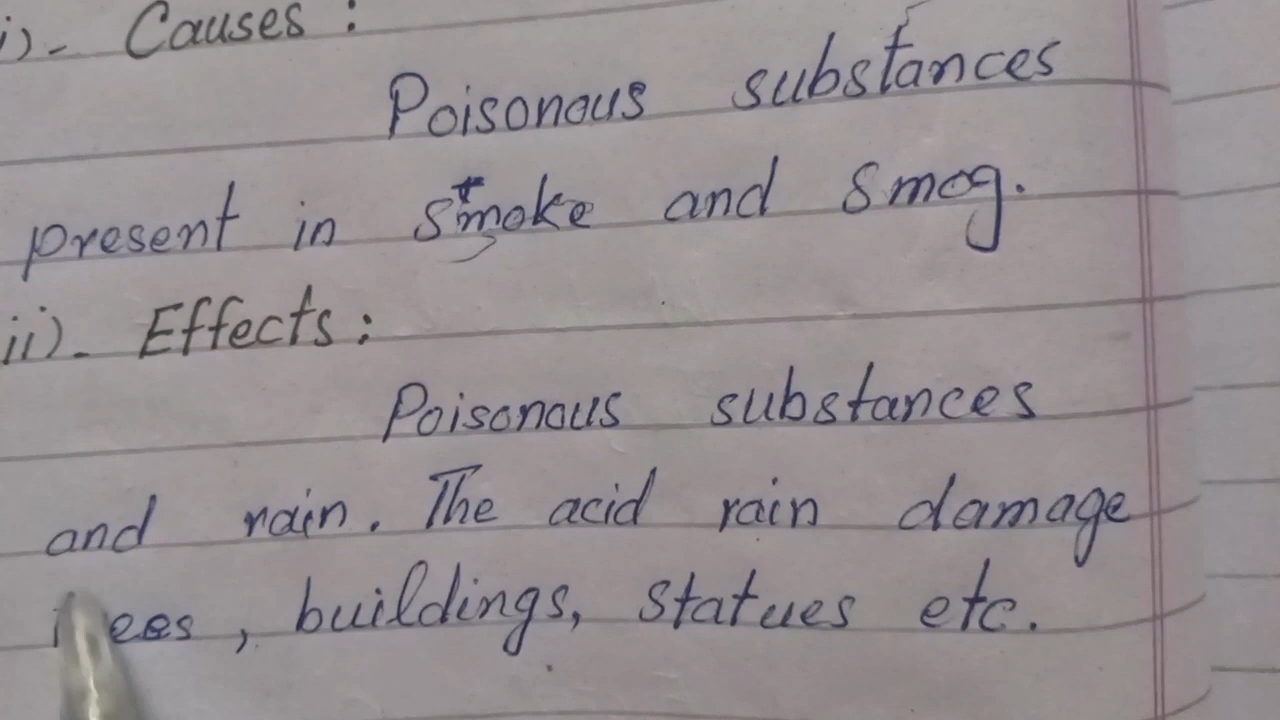 i)- Causes :
Poisonous substances
present in smoke and smog.
ii)- Effects :
Poisonous substances
and rain. The acid rain damage
, buildings, statues etc.